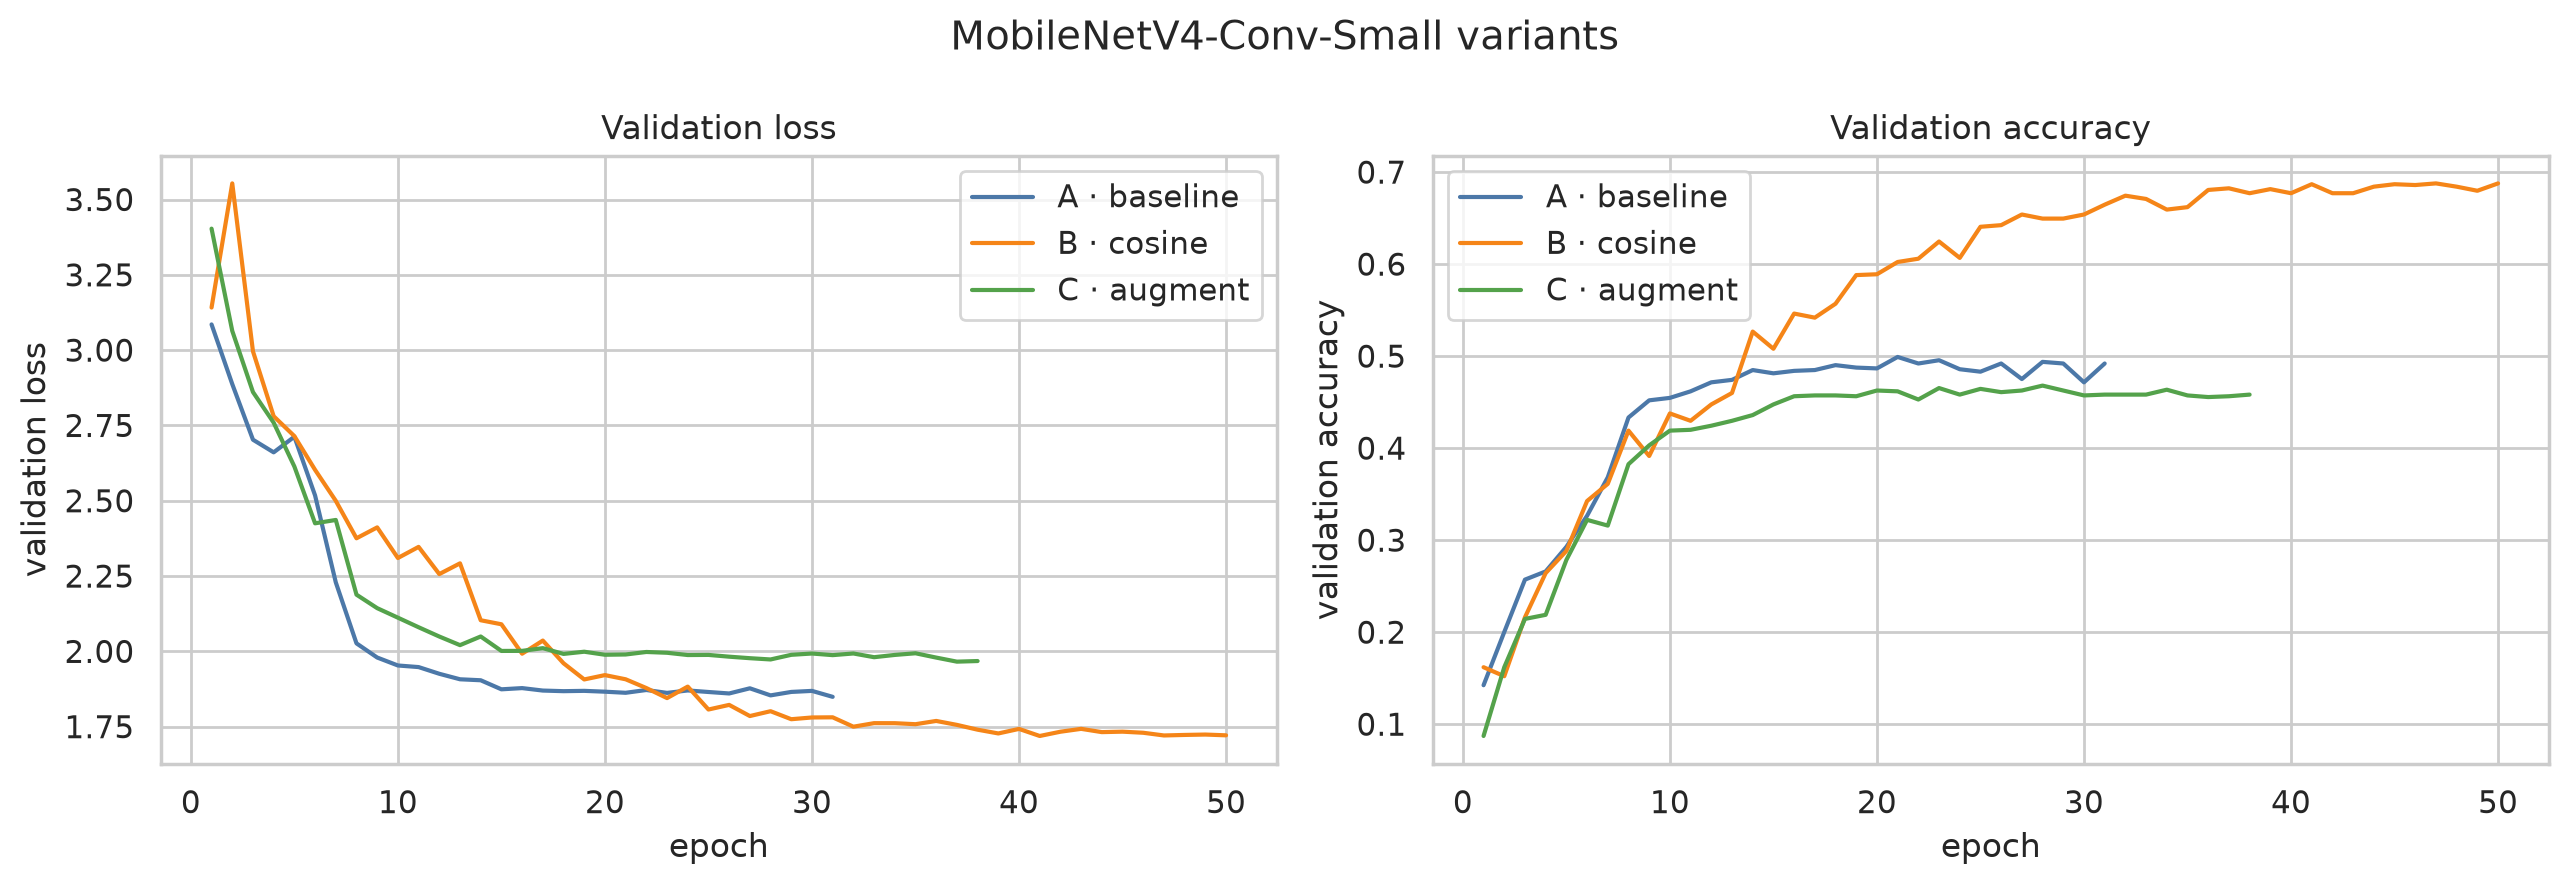 MobileNetV4-Conv-Small variants
Validation loss
validation loss
3.50
3.25
3.00
2.75
2.50
2.25
2.00
1.75
A · baseline
B · cosine
C · augment
0 10 20 30 40 50
epoch
Validation accuracy
validation accuracy
0.7
0.6
0.5
0.4
0.3
0.2
0.1
A · baseline
B · cosine
C · augment
0 10 20 30 40 50
epoch